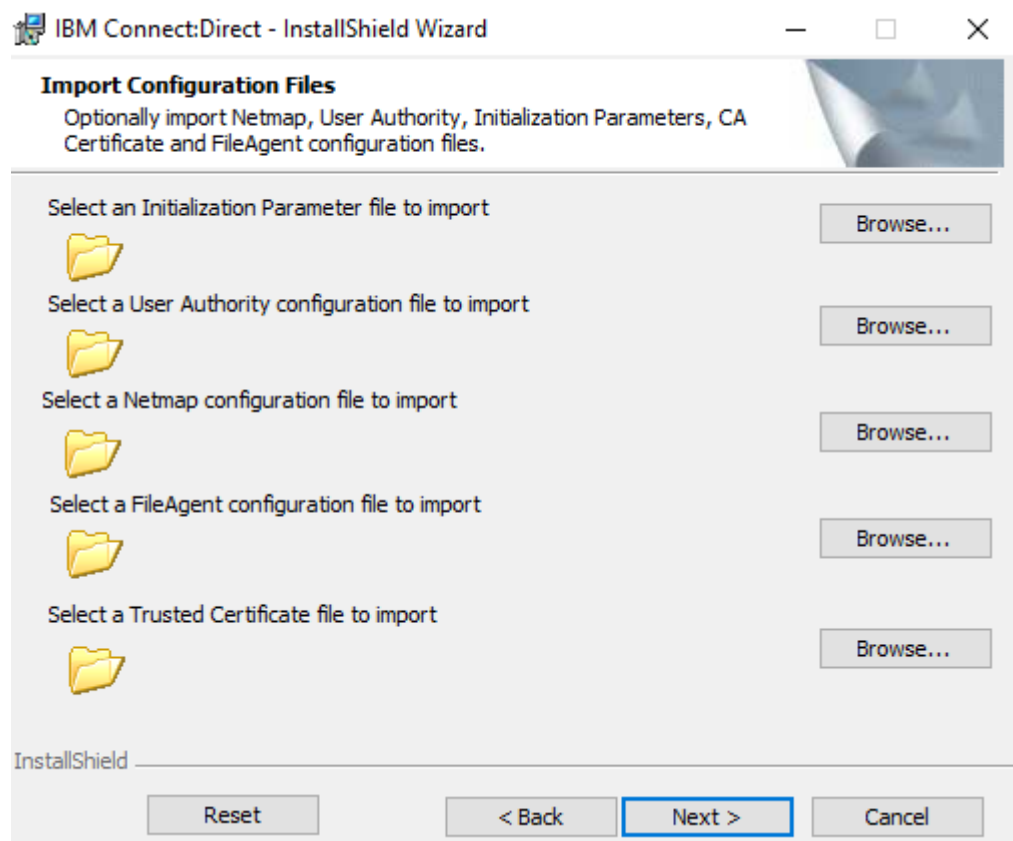 IBM Connect:Direct - InstallShield Wizard
Import Configuration Files
Optionally import Netmap, User Authority, Initialization Parameters, CA
Certificate and FileAgent configuration files.
Select an Initialization Parameter file to import
Browse...
Select a User Authority configuration file to import
Browse...
Select a Netmap configuration file to import
Browse...
Select a FileAgent configuration file to import
Browse...
Select a Trusted Certificate file to import
Browse...
InstallShield
Reset
< Back
Next >
Cancel